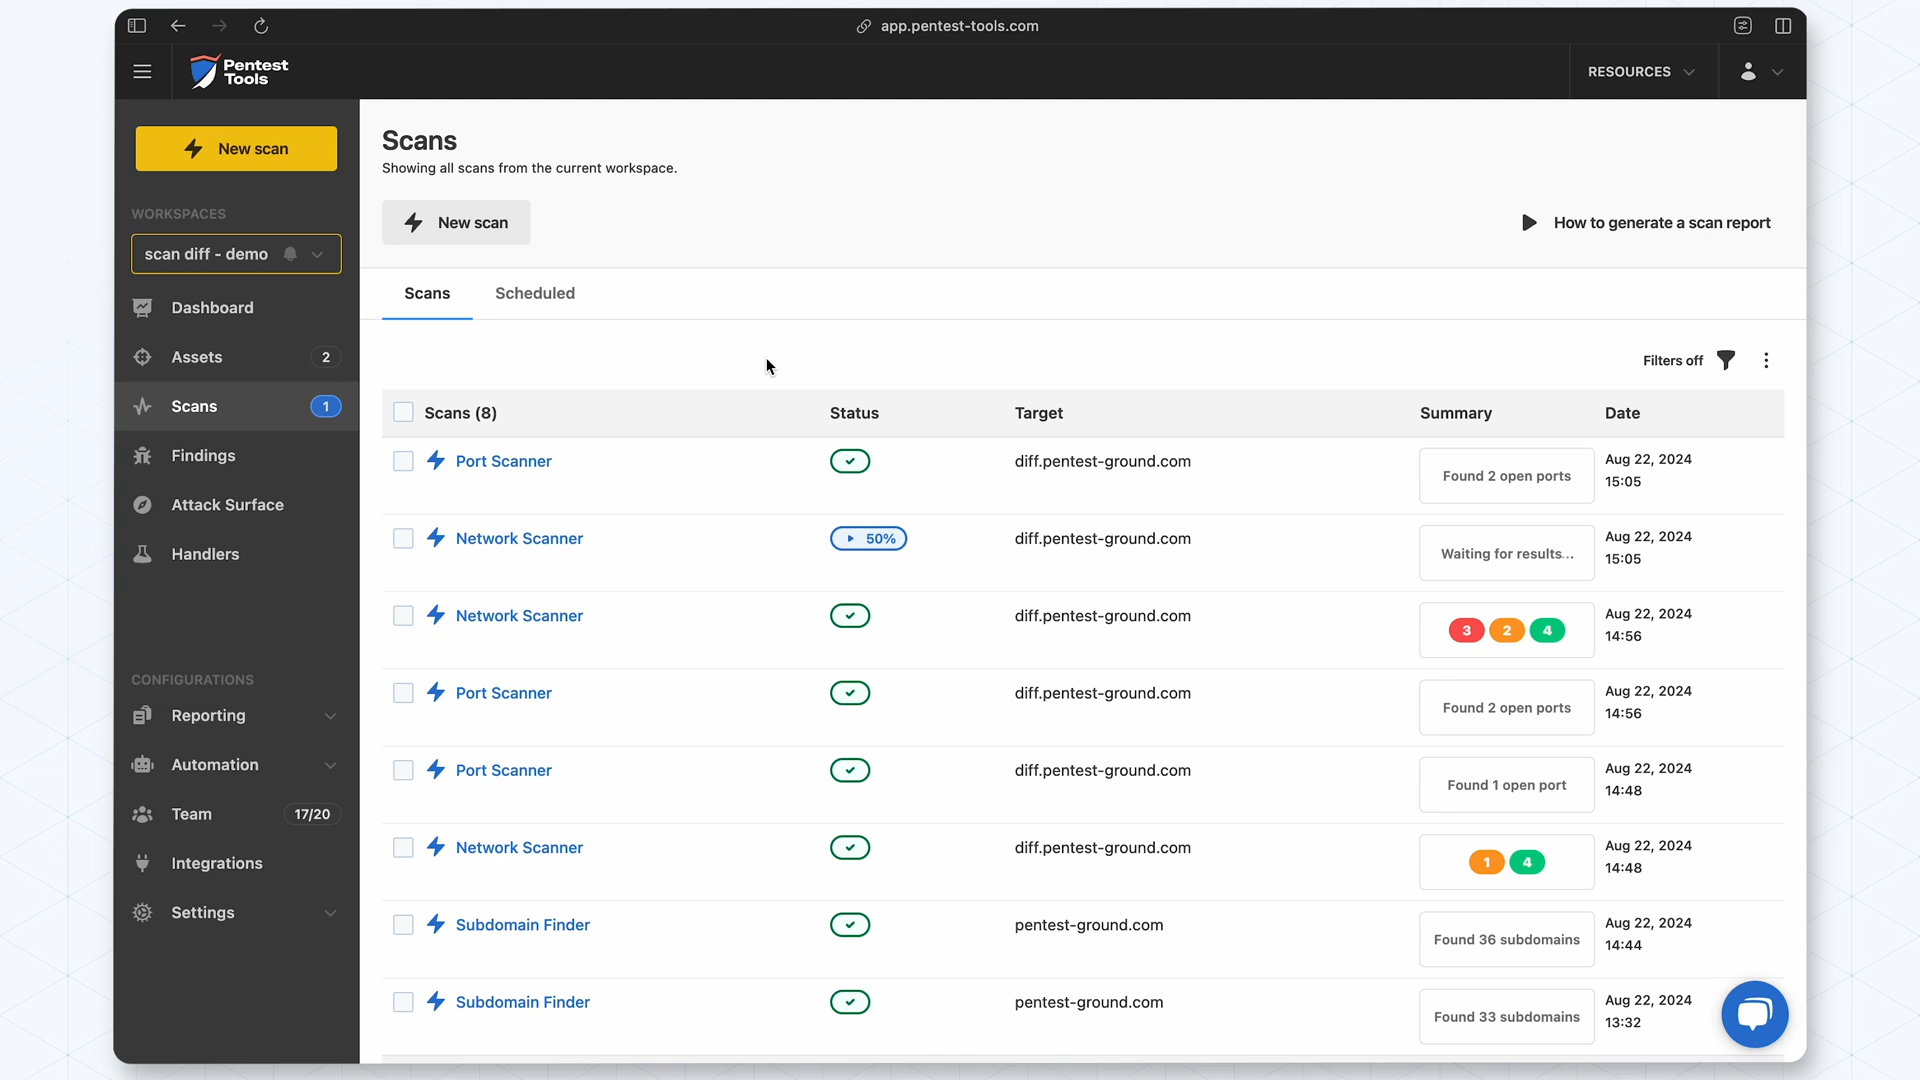 app.pentest-tools.com
Pentest
Tools
RESOURCES
New scan
WORKSPACES
scan diff - demo
Dashboard
Assets 2
Scans 1
Findings
Attack Surface
Handlers
CONFIGURATIONS
Reporting
Automation
Team 17/20
Integrations
Settings
Scans
Showing all scans from the current workspace.
New scan
How to generate a scan report
Scans Scheduled
Filters off
Scans (8) Status Target Summary Date
Port Scanner diff.pentest-ground.com Found 2 open ports Aug 22, 2024
15:05
Network Scanner 50% diff.pentest-ground.com Waiting for results... Aug 22, 2024
15:05
Network Scanner diff.pentest-ground.com 3 2 4 Aug 22, 2024
14:56
Port Scanner diff.pentest-ground.com Found 2 open ports Aug 22, 2024
14:56
Port Scanner diff.pentest-ground.com Found 1 open port Aug 22, 2024
14:48
Network Scanner diff.pentest-ground.com 1 4 Aug 22, 2024
14:48
Subdomain Finder pentest-ground.com Found 36 subdomains Aug 22, 2024
14:44
Subdomain Finder pentest-ground.com Found 33 subdomains Aug 22, 2024
13:32